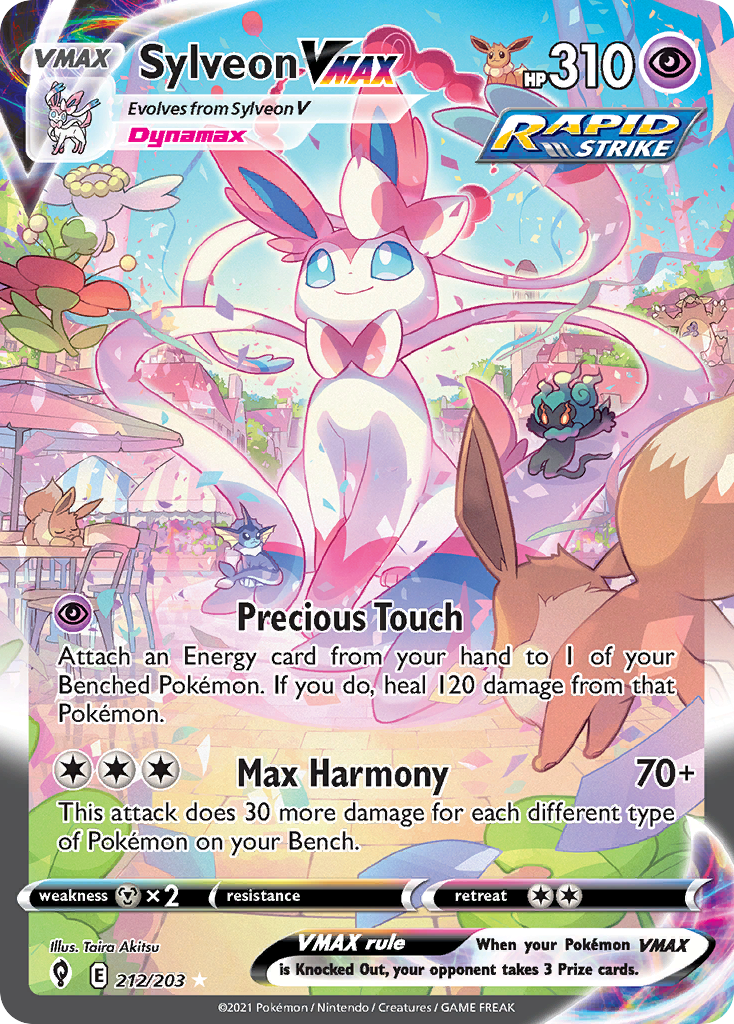 VMAX
Sylveon VMAX
HP 310
Evolves from Sylveon V
Dynamax
RAPID
STRIKE
Precious Touch
Attach an Energy card from your hand to 1 of your
Benched Pokémon. If you do, heal 120 damage from that
Pokémon.
Max Harmony 70+
This attack does 30 more damage for each different type
of Pokémon on your Bench.
weakness ×2 resistance retreat
Illus. Taira Akitsu
VMAX rule When your Pokémon VMAX
is Knocked Out, your opponent takes 3 Prize cards.
E 212/203
©2021 Pokémon / Nintendo / Creatures / GAME FREAK